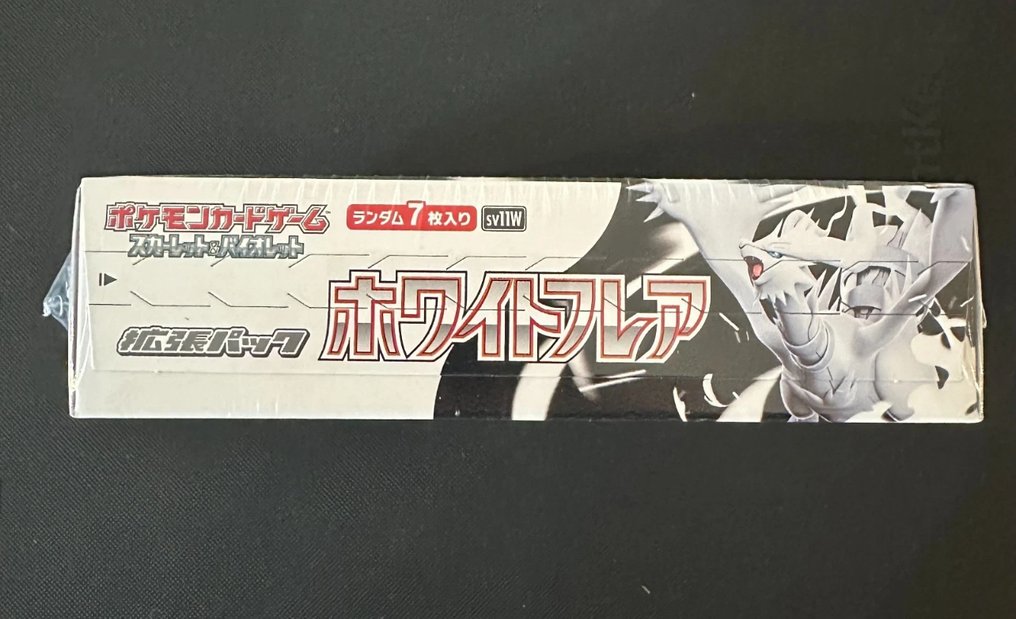 ポケモンカードゲーム
スカーレット&バイオレット
ランダム7枚入り
SV11W
拡張パック
ホワイトフレア